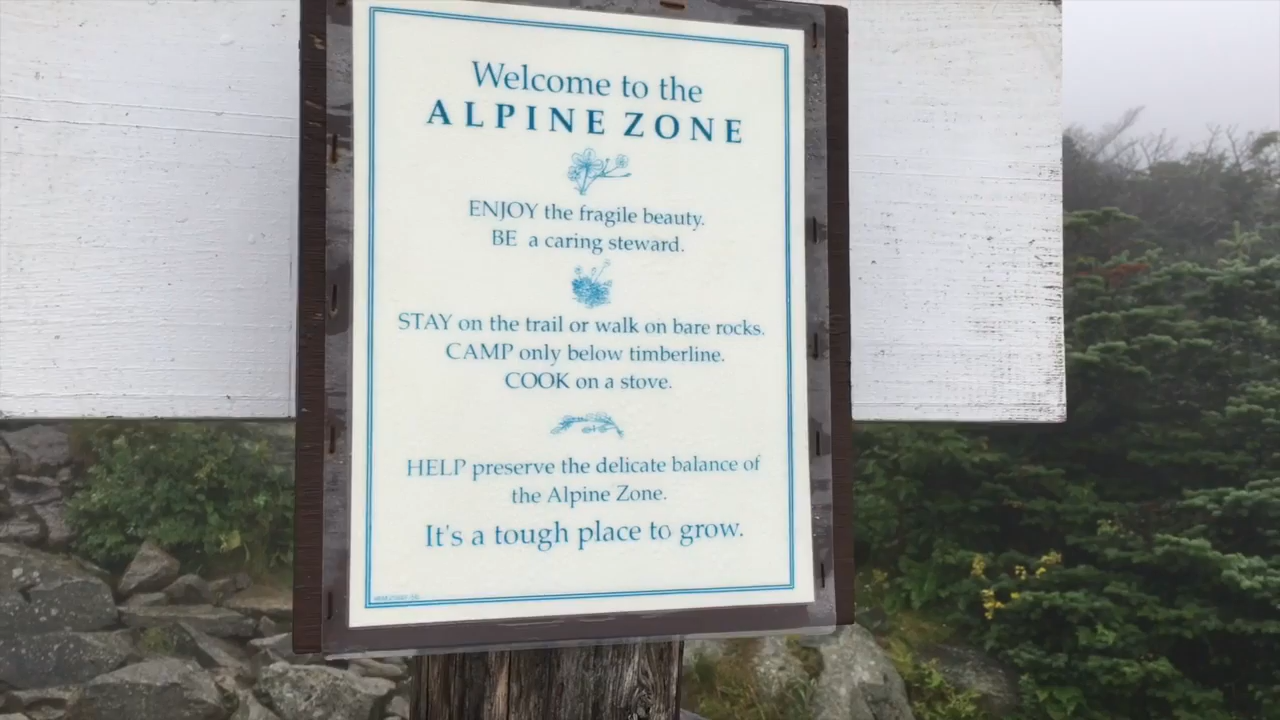 Welcome to the
ALPINE ZONE
ENJOY the fragile beauty.
BE a caring steward.
STAY on the trail or walk on bare rocks.
CAMP only below timberline.
COOK on a stove.
HELP preserve the delicate balance of
the Alpine Zone.
It's a tough place to grow.